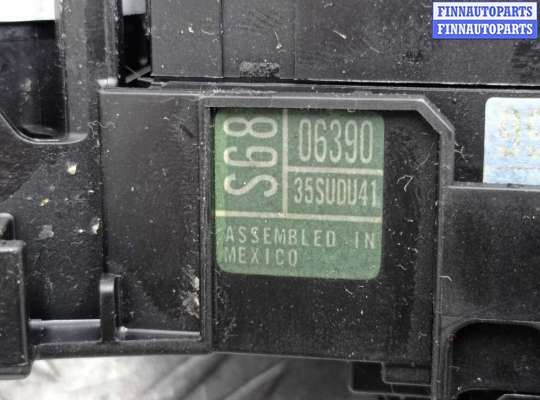 FINNAUTOPARTS
FINNAUTOPARTS
S68
06390
35SUDU41
ASSEMBLED IN
MEXICO